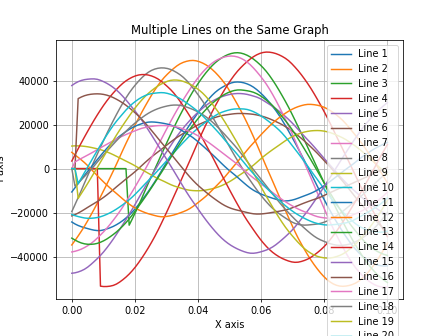 Multiple Lines on the Same Graph
40000
20000
0
−20000
−40000
0.00
0.02
0.04
0.06
0.08
X axis
Line 1
Line 2
Line 3
Line 4
Line 5
Line 6
Line 7
Line 8
Line 9
Line 10
Line 11
Line 12
Line 13
Line 14
Line 15
Line 16
Line 17
Line 18
Line 19
Line 20